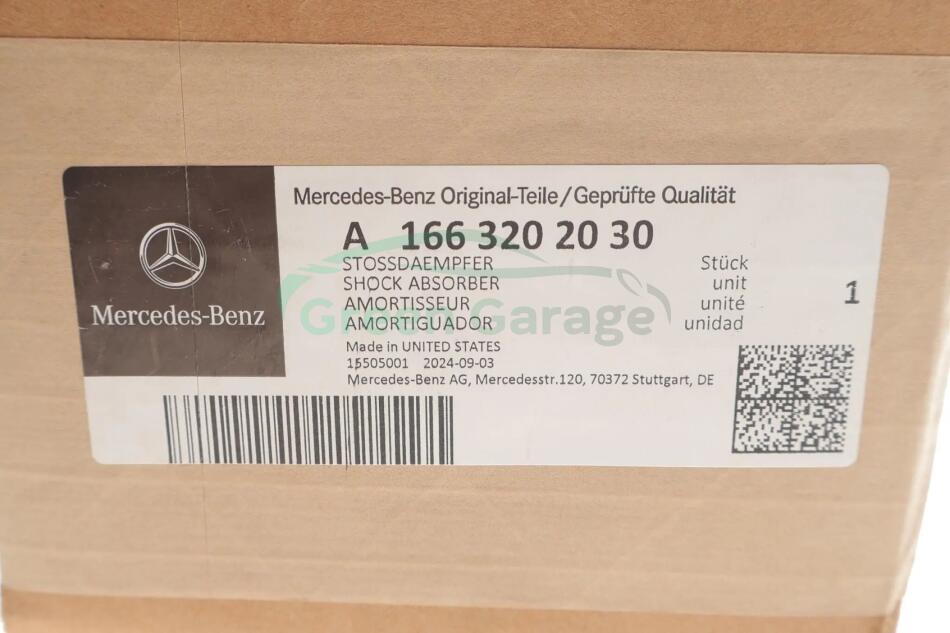 Mercedes-Benz Original-Teile/Geprüfte Qualität
A 166 320 20 30
STOSSDAEMPFER Stück
SHOCK ABSORBER unit
AMORTISSEUR unité
AMORTIGUADOR unidad
1
Mercedes-Benz
Green Garage
Made in UNITED STATES
15505001 2024-09-03
Mercedes-Benz AG, Mercedesstr.120, 70372 Stuttgart, DE